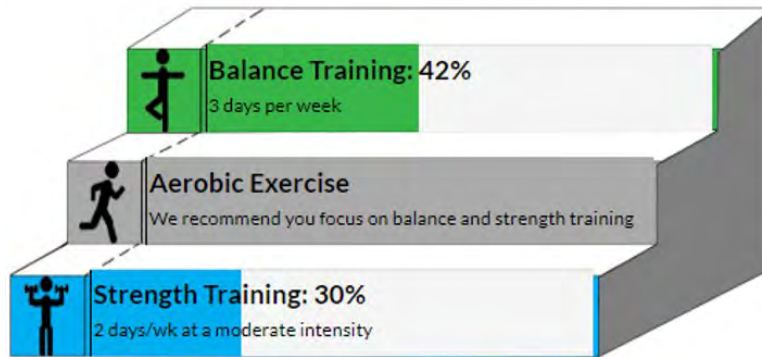 Balance Training: 42%
3 days per week
Aerobic Exercise
We recommend you focus on balance and strength training
Strength Training: 30%
2 days/wk at a moderate intensity